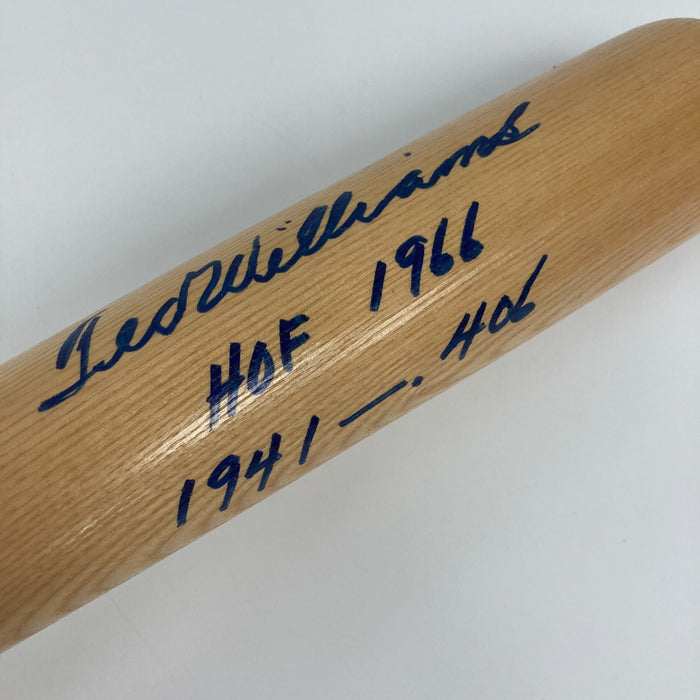 Ted Williams
HOF 1966
1941 — .406